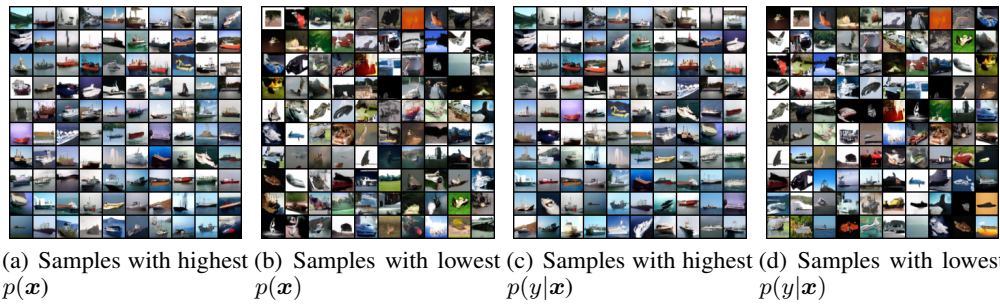 (a) Samples with highest (b) Samples with lowest (c) Samples with highest (d) Samples with lowest
p(x) p(x) p(y|x) p(y|x)